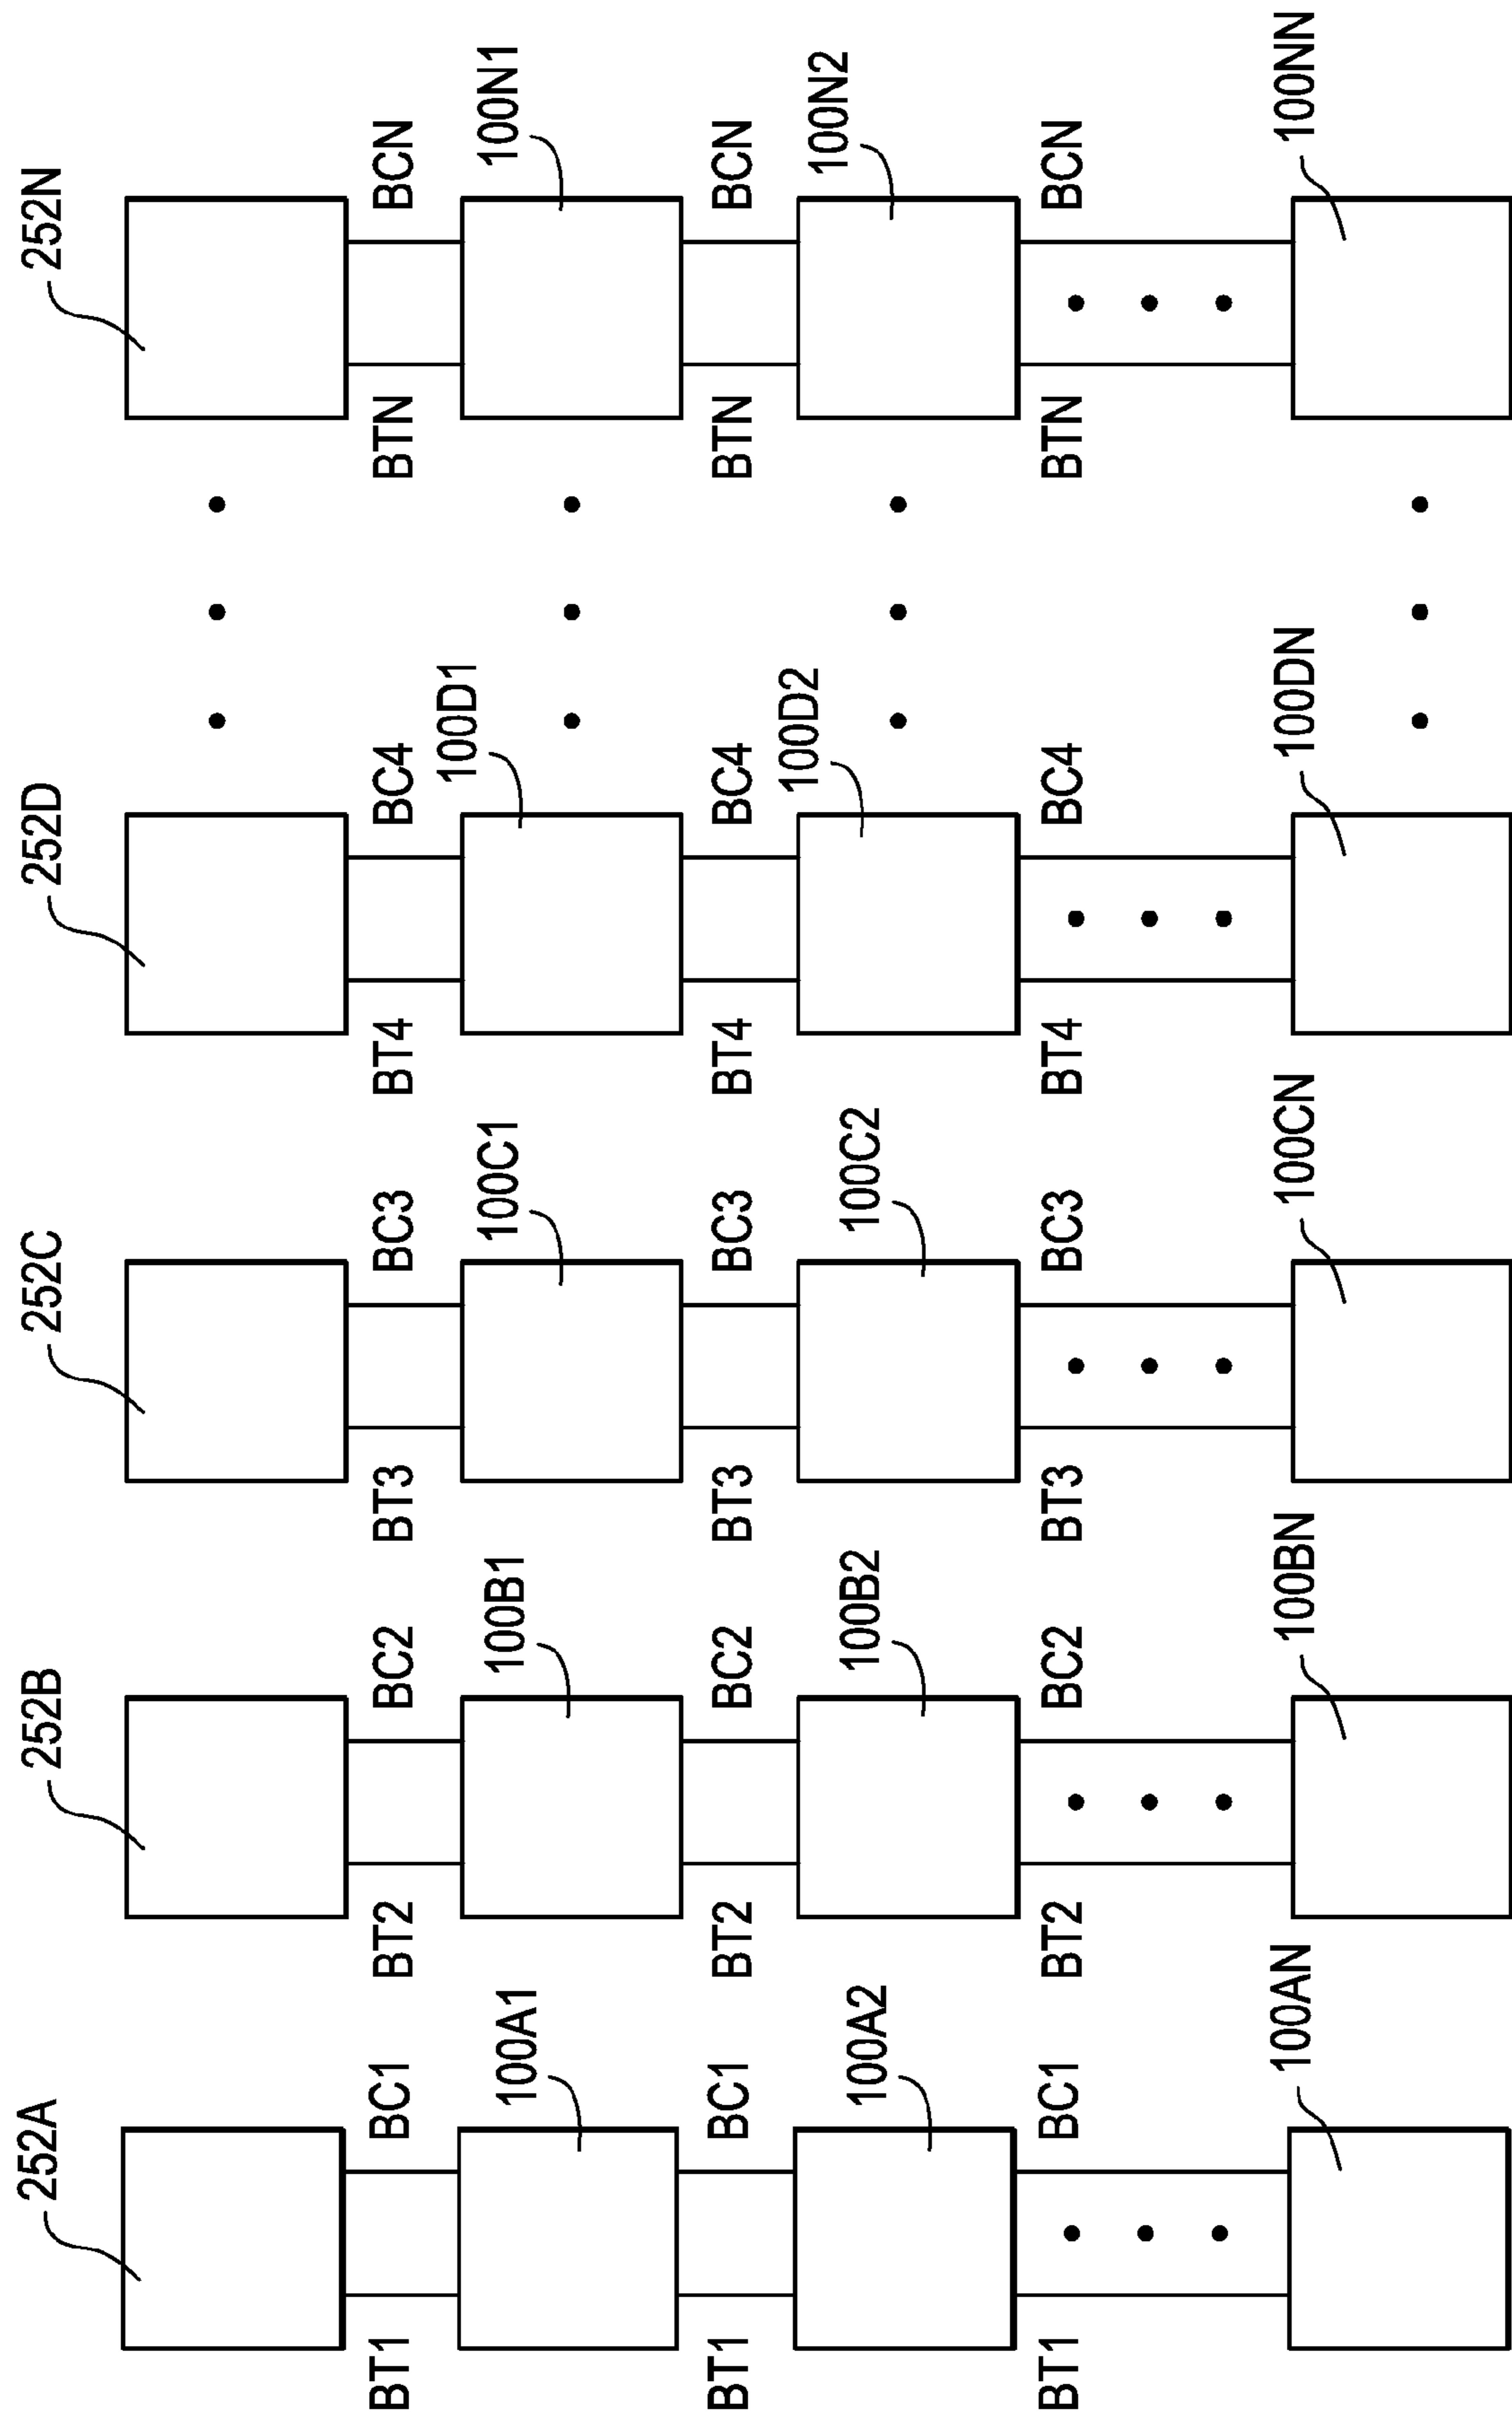 252A 252B 252C 252D 252N
BT1 BC1 BT2 BC2 BT3 BC3 BT4 BC4 BTN BCN
100A1 100B1 100C1 100D1 100N1
BT1 BC1 BT2 BC2 BT3 BC3 BT4 BC4 BTN BCN
100A2 100B2 100C2 100D2 100N2
BT1 BC1 BT2 BC2 BT3 BC3 BT4 BC4 BTN BCN
100AN 100BN 100CN 100DN 100NN